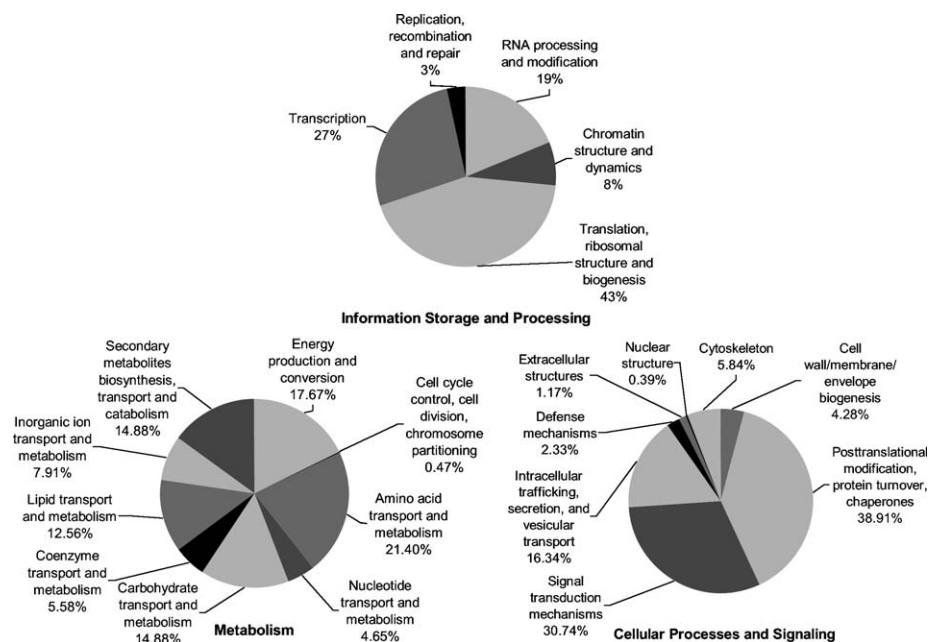 Replication,
recombination
and repair
3%
RNA processing
and modification
19%
Transcription
27%
Chromatin
structure and
dynamics
8%
Translation,
ribosomal
structure and
biogenesis
43%
Information Storage and Processing
Secondary
metabolites
biosynthesis,
transport and
catabolism
14.88%
Energy
production and
conversion
17.67%
Cell cycle
control, cell
division,
chromosome
partitioning
0.47%
Inorganic ion
transport and
metabolism
7.91%
Amino acid
transport and
metabolism
21.40%
Lipid transport
and metabolism
12.56%
Coenzyme
transport and
metabolism
5.58%
Carbohydrate
transport and
metabolism
14.88%
Nucleotide
transport and
metabolism
4.65%
Metabolism
Extracellular
structures
1.17%
Nuclear
structure
0.39%
Cytoskeleton
5.84%
Cell
wall/membrane/
envelope
biogenesis
4.28%
Defense
mechanisms
2.33%
Posttranslational
modification,
protein turnover,
chaperones
38.91%
Intracellular
trafficking,
secretion, and
vesicular
transport
16.34%
Signal
transduction
mechanisms
30.74%
Cellular Processes and Signaling